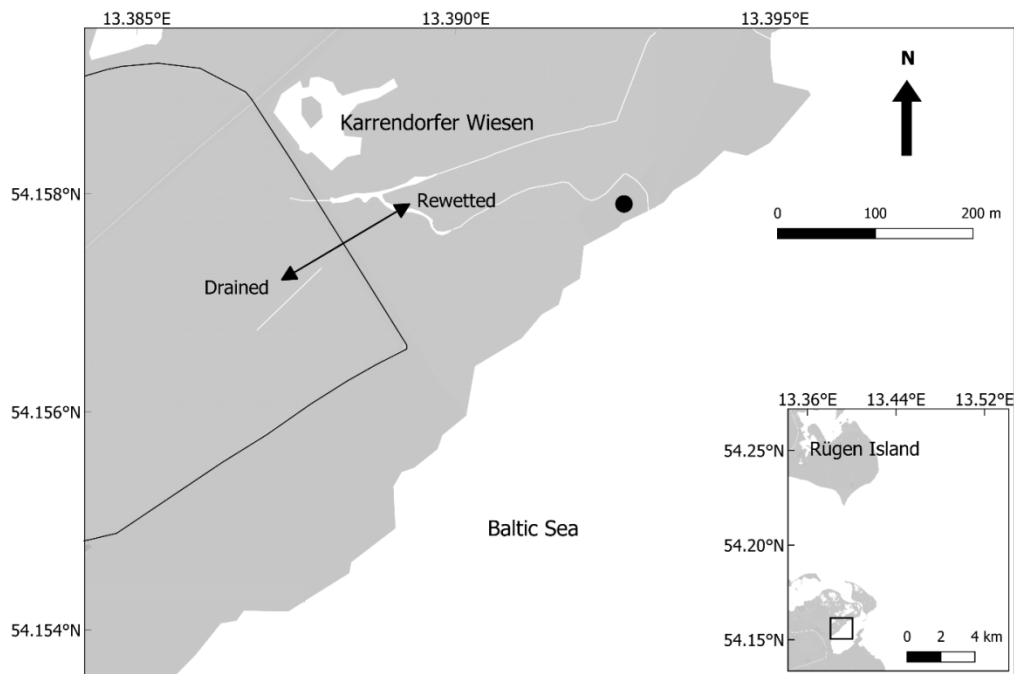 13.385°E 13.390°E 13.395°E
N
Karrendorfer Wiesen
54.158°N
Rewetted
0 100 200 m
Drained
13.36°E 13.44°E 13.52°E
54.156°N
54.25°N
Rügen Island
Baltic Sea
54.20°N
54.154°N
54.15°N
0 2 4 km